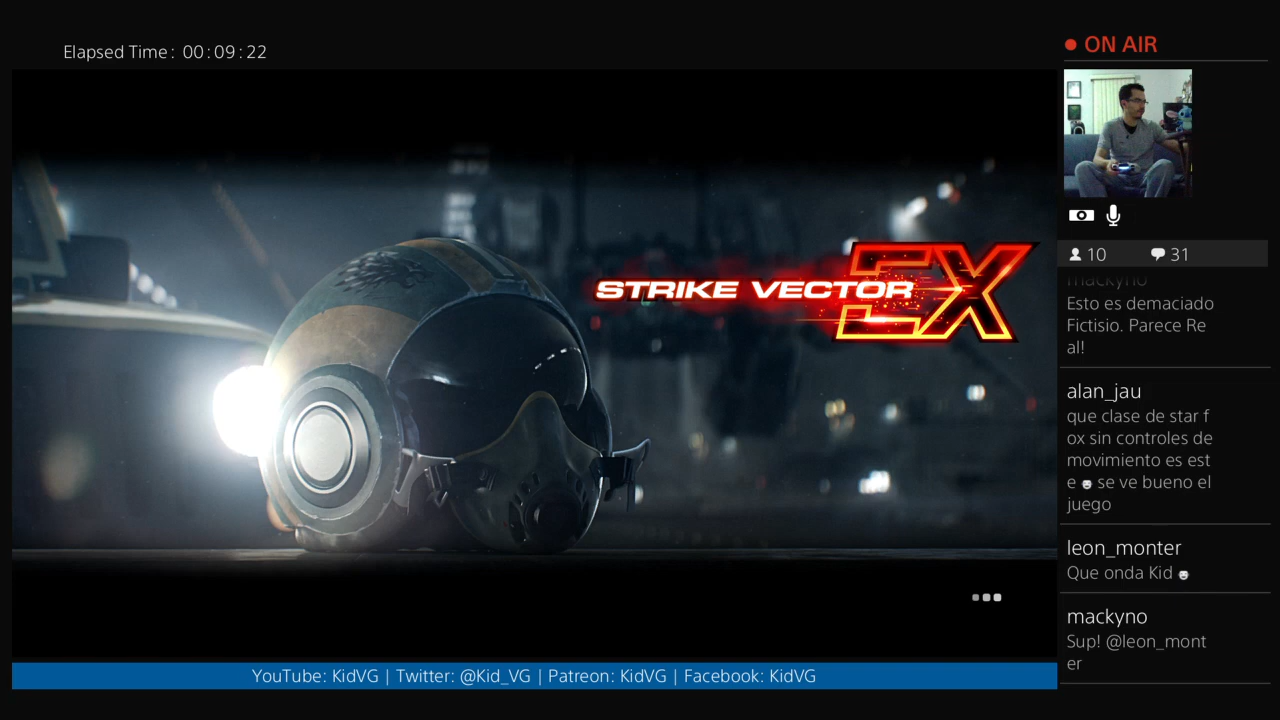 Elapsed Time: 00:09:22
ON AIR
STRIKE VECTOR EX
10 31
mackyno
Esto es demaciado
Fictisio. Parece Re
al!
alan_jau
que clase de star f
ox sin controles de
movimiento es est
e se ve bueno el
juego
leon_monter
Que onda Kid
mackyno
Sup! @leon_mont
er
YouTube: KidVG | Twitter: @Kid_VG | Patreon: KidVG | Facebook: KidVG